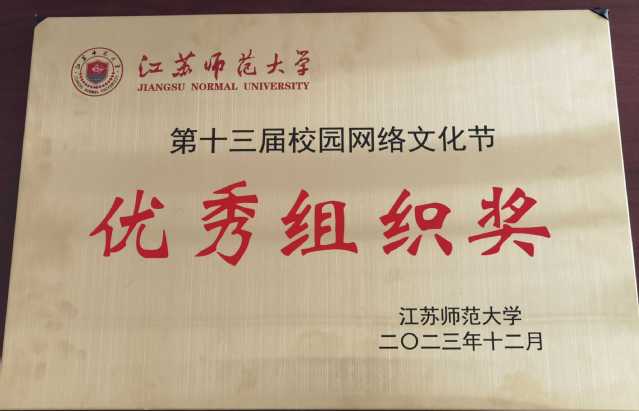 江苏师范大学
JIANGSU NORMAL UNIVERSITY
第十三届校园网络文化节
优秀组织奖
江苏师范大学
二〇二三年十二月